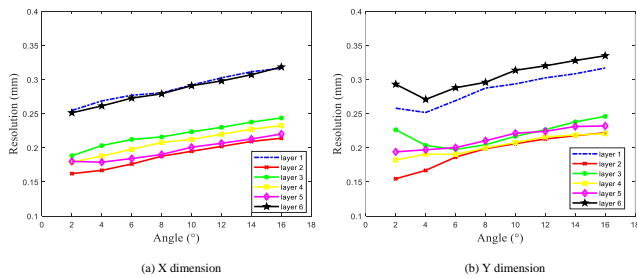 0.4
0.35
0.3
0.25
0.2
0.15
0.1
Resolution (mm)
0 2 4 6 8 10 12 14 16 18
Angle (°)
layer 1
layer 2
layer 3
layer 4
layer 5
layer 6
(a) X dimension
0.4
0.35
0.3
0.25
0.2
0.15
0.1
Resolution (mm)
0 2 4 6 8 10 12 14 16 18
Angle (°)
layer 1
layer 2
layer 3
layer 4
layer 5
layer 6
(b) Y dimension